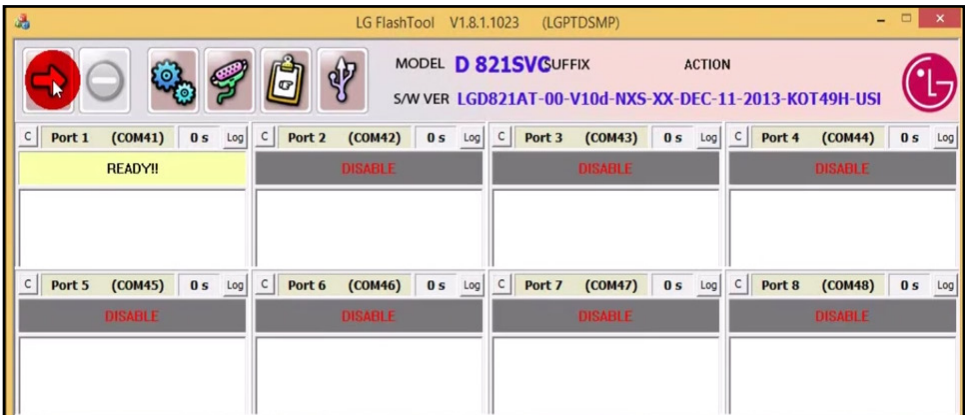 LG FlashTool V1.8.1.1023 (LGPTDSMP)
MODEL D 821SVC SUFFIX ACTION
S/W VER LGD821AT-00-V10d-NXS-XX-DEC-11-2013-KOT49H-USI
LG
C Port 1 (COM41) 0 s Log C Port 2 (COM42) 0 s Log C Port 3 (COM43) 0 s Log C Port 4 (COM44) 0 s Log
READY!! DISABLE DISABLE DISABLE
C Port 5 (COM45) 0 s Log C Port 6 (COM46) 0 s Log C Port 7 (COM47) 0 s Log C Port 8 (COM48) 0 s Log
DISABLE DISABLE DISABLE DISABLE